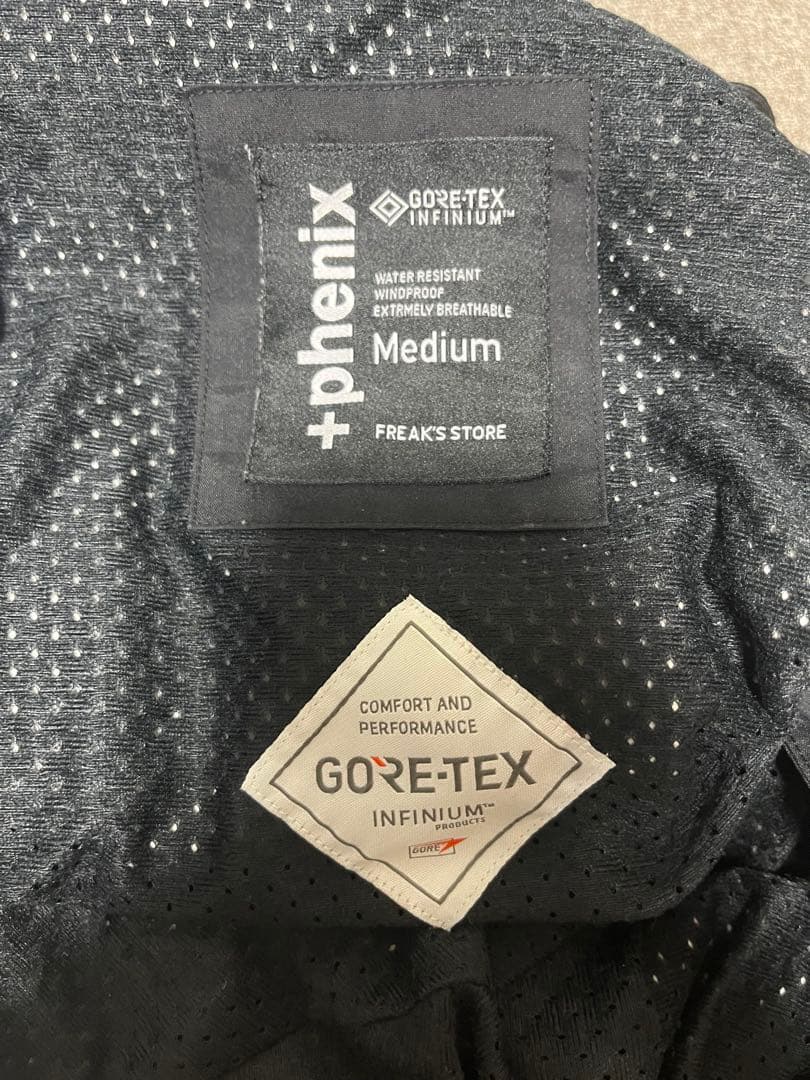 +phenix
GORE-TEX
INFINIUM™
WATER RESISTANT
WINDPROOF
EXTRMELY BREATHABLE
Medium
FREAK'S STORE
COMFORT AND
PERFORMANCE
GORE-TEX
INFINIUM™
PRODUCTS
GORE